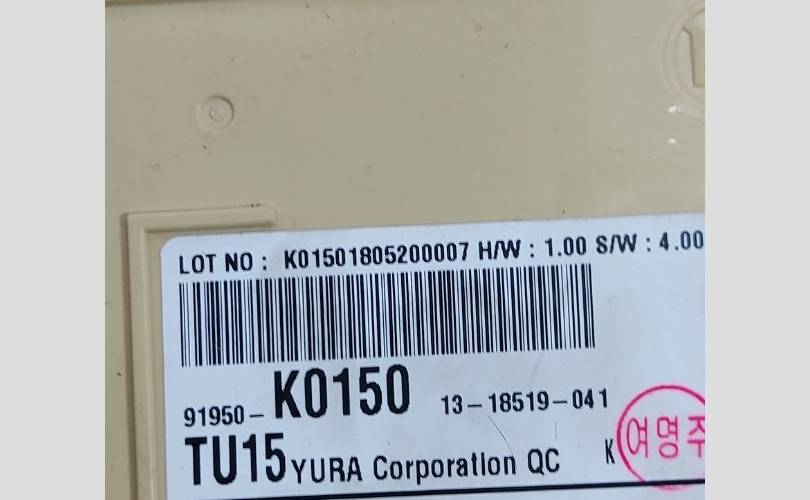 LOT NO : K01501805200007 H/W : 1.00 S/W : 4.00
91950-K0150 13-18519-041
TU15 YURA Corporation QC K
여명주